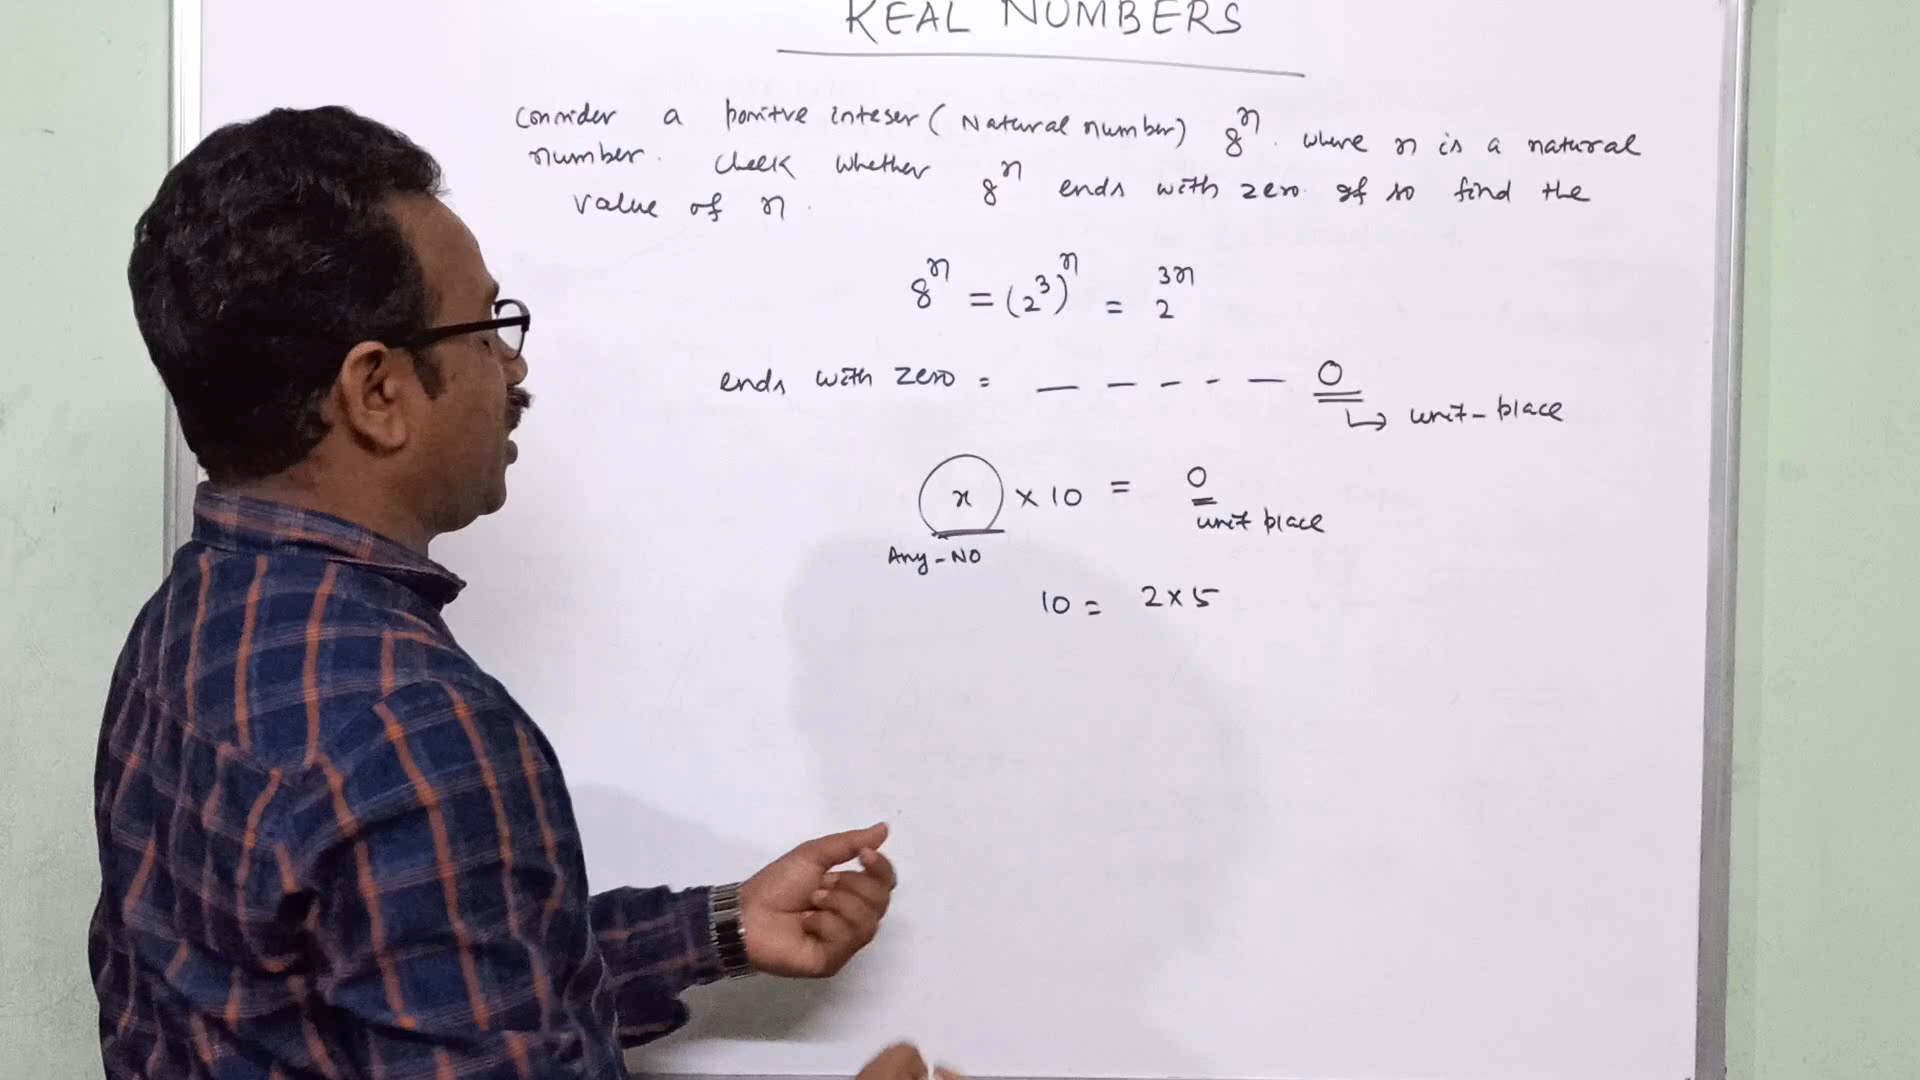 REAL NUMBERS
Consider a positive integer (Natural number) 8ⁿ. where n is a natural
number. check whether 8ⁿ ends with zero. If so find the
value of n.
8ⁿ = (2³)ⁿ = 2³ⁿ
ends with zero = — — – - — 0
↳ unit-place
x × 10 = 0
unit place
Any-NO
10 = 2×5